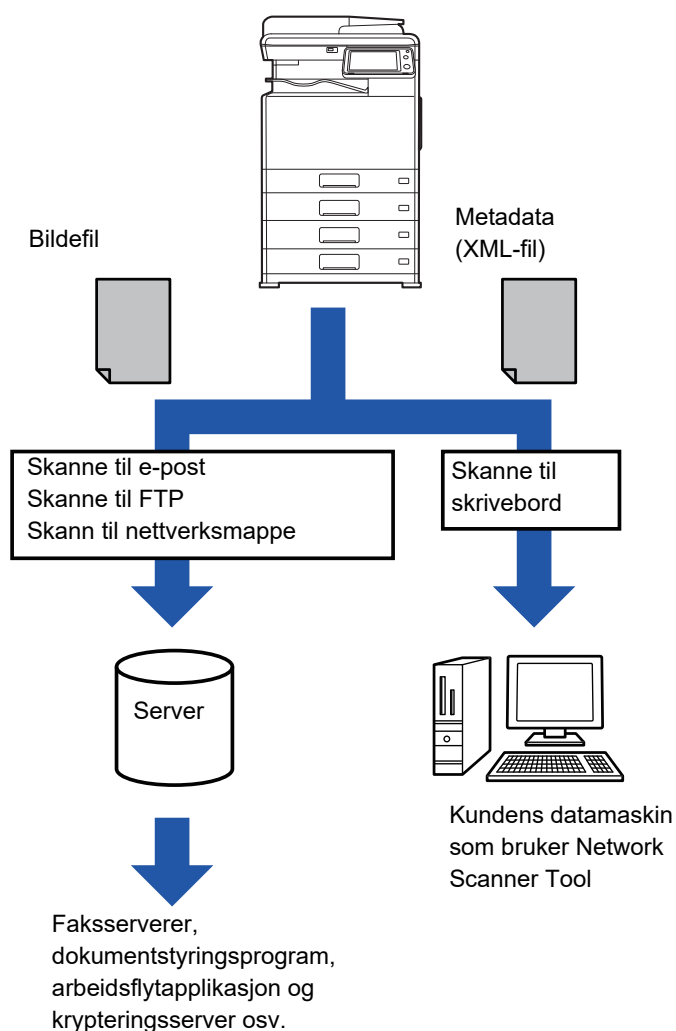 Bildefil
Metadata
(XML-fil)
Skanne til e-post
Skanne til FTP
Skann til nettverksmappe
Skanne til
skrivebord
Server
Kundens datamaskin
som bruker Network
Scanner Tool
Faksserverer,
dokumentstyringsprogram,
arbeidsflytapplikasjon og
krypteringsserver osv.